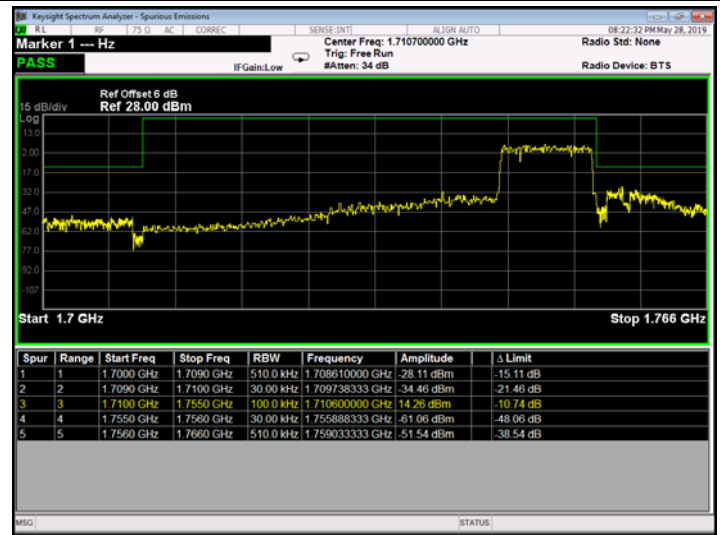 Keysight Spectrum Analyzer - Spurious Emissions
RL RF 75 Ω AC CORREC SENSE:INT ALIGN AUTO 08:22:32 PM May 28, 2019
Marker 1 --- Hz Center Freq: 1.710700000 GHz Radio Std: None
Trig: Free Run
PASS IFGain:Low #Atten: 34 dB Radio Device: BTS
Ref Offset 6 dB
15 dB/div Ref 28.00 dBm
Log
13.0
-2.00
-17.0
-32.0
-47.0
-62.0
-77.0
-92.0
-107
Start 1.7 GHz Stop 1.766 GHz
Spur Range Start Freq Stop Freq RBW Frequency Amplitude Δ Limit
1 1 1.7000 GHz 1.7090 GHz 510.0 kHz 1.708610000 GHz -28.11 dBm -15.11 dB
2 2 1.7090 GHz 1.7100 GHz 30.00 kHz 1.709738333 GHz -34.46 dBm -21.46 dB
3 3 1.7100 GHz 1.7550 GHz 100.0 kHz 1.710600000 GHz 14.26 dBm -10.74 dB
4 4 1.7550 GHz 1.7560 GHz 30.00 kHz 1.755888333 GHz -61.06 dBm -48.06 dB
5 5 1.7560 GHz 1.7660 GHz 510.0 kHz 1.759033333 GHz -51.54 dBm -38.54 dB
MSG STATUS